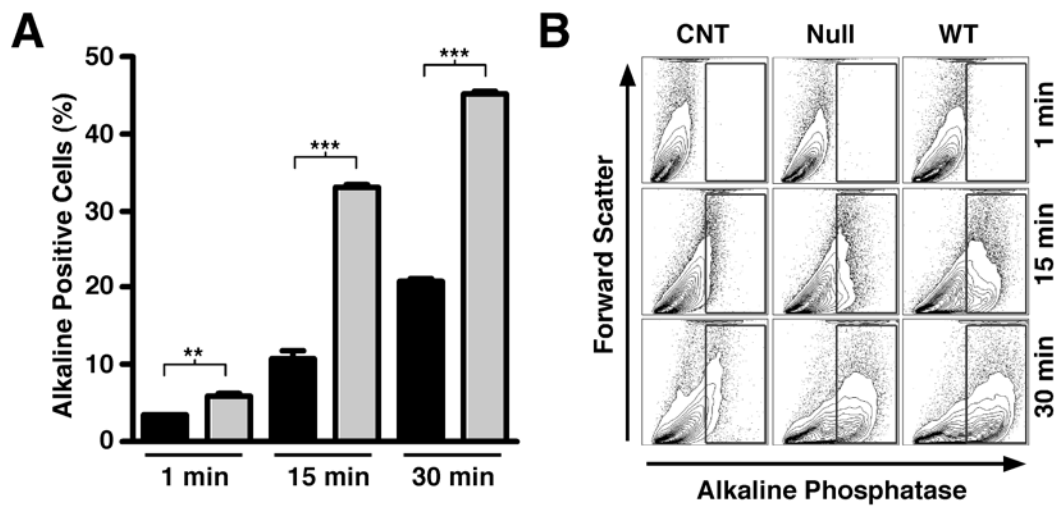 A
Alkaline Positive Cells (%)
50
40
30
20
10
0
**
***
***
1 min
15 min
30 min
B
CNT
Null
WT
Forward Scatter
1 min
15 min
30 min
Alkaline Phosphatase